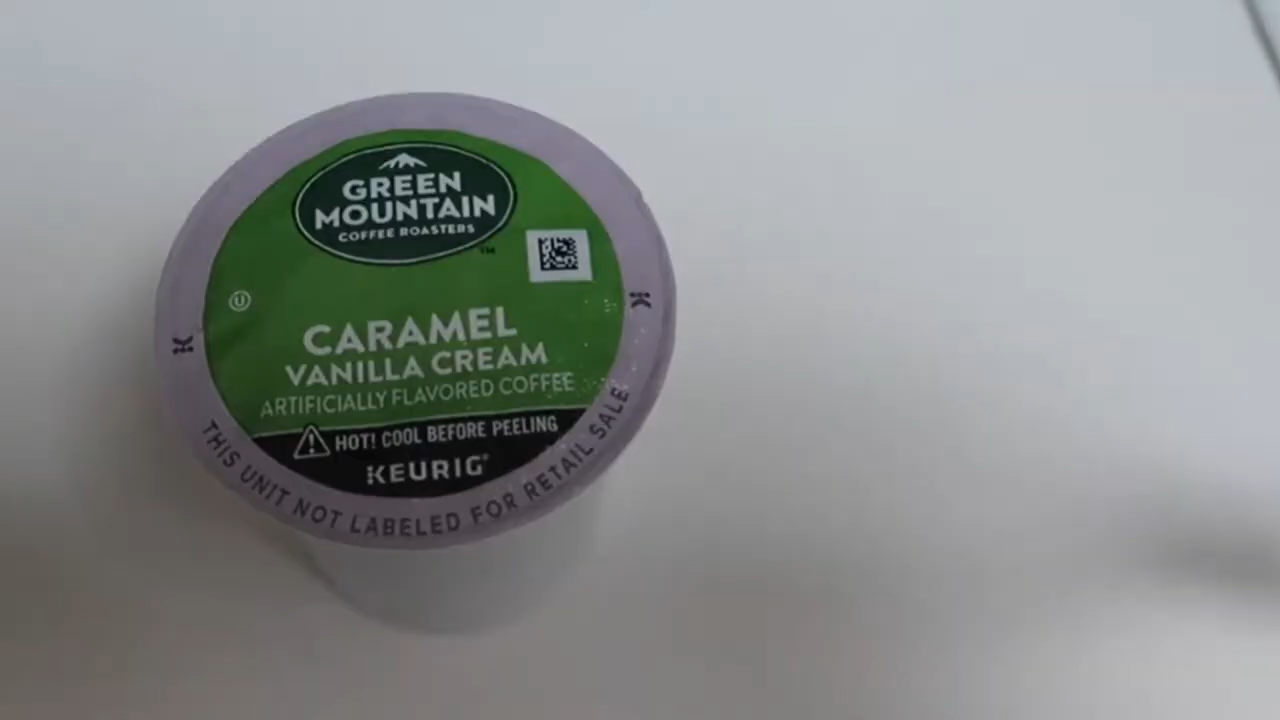 GREEN
MOUNTAIN
COFFEE ROASTERS
TM
U
CARAMEL
VANILLA CREAM
ARTIFICIALLY FLAVORED COFFEE
HOT! COOL BEFORE PEELING
KEURIG®
K
K
THIS UNIT NOT LABELED FOR RETAIL SALE